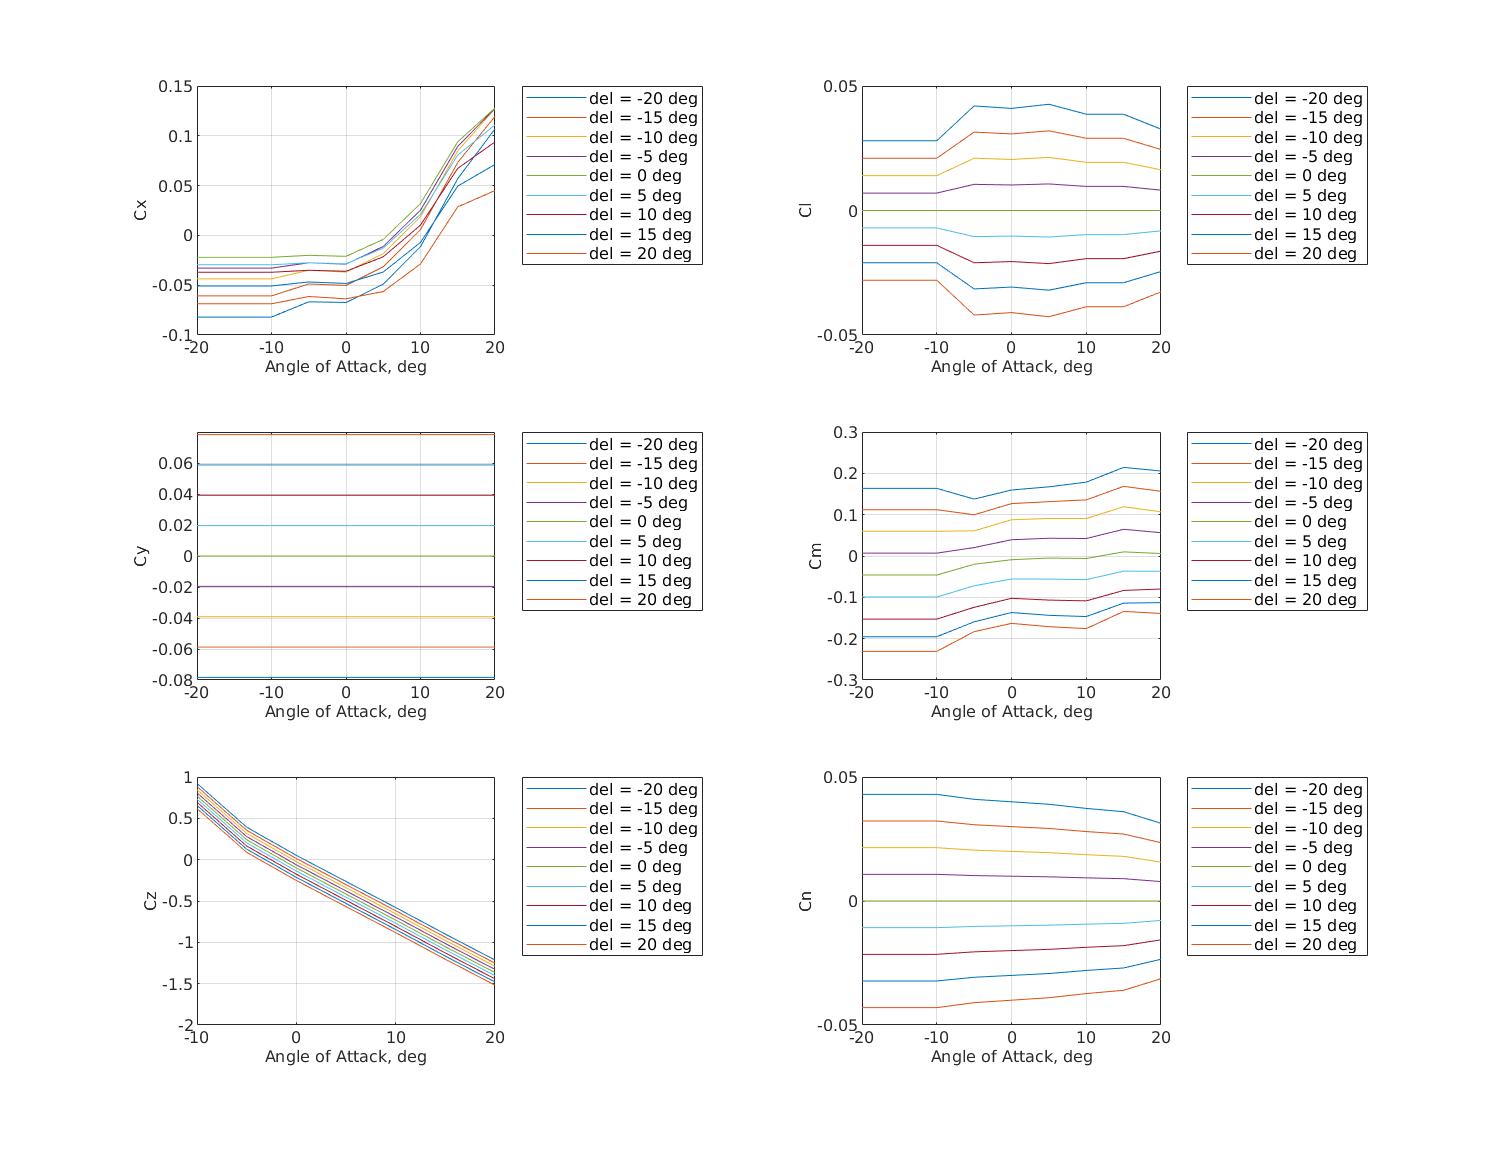 0.15
0.1
0.05
0
-0.05
-0.1
Cx
-20
-10
0
10
20
Angle of Attack, deg
del = -20 deg
del = -15 deg
del = -10 deg
del = -5 deg
del = 0 deg
del = 5 deg
del = 10 deg
del = 15 deg
del = 20 deg
0.05
0
-0.05
Cl
-20
-10
0
10
20
Angle of Attack, deg
del = -20 deg
del = -15 deg
del = -10 deg
del = -5 deg
del = 0 deg
del = 5 deg
del = 10 deg
del = 15 deg
del = 20 deg
0.06
0.04
0.02
0
-0.02
-0.04
-0.06
-0.08
Cy
-20
-10
0
10
20
Angle of Attack, deg
del = -20 deg
del = -15 deg
del = -10 deg
del = -5 deg
del = 0 deg
del = 5 deg
del = 10 deg
del = 15 deg
del = 20 deg
0.3
0.2
0.1
0
-0.1
-0.2
-0.3
Cm
-20
-10
0
10
20
Angle of Attack, deg
del = -20 deg
del = -15 deg
del = -10 deg
del = -5 deg
del = 0 deg
del = 5 deg
del = 10 deg
del = 15 deg
del = 20 deg
1
0.5
0
-0.5
-1
-1.5
-2
Cz
-10
0
10
20
Angle of Attack, deg
del = -20 deg
del = -15 deg
del = -10 deg
del = -5 deg
del = 0 deg
del = 5 deg
del = 10 deg
del = 15 deg
del = 20 deg
0.05
0
-0.05
Cn
-20
-10
0
10
20
Angle of Attack, deg
del = -20 deg
del = -15 deg
del = -10 deg
del = -5 deg
del = 0 deg
del = 5 deg
del = 10 deg
del = 15 deg
del = 20 deg